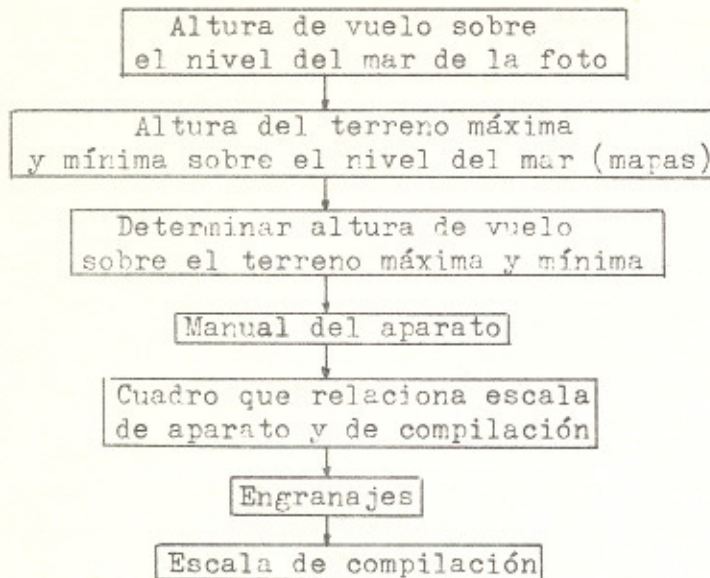 Altura de vuelo sobre
el nivel del mar de la foto
Altura del terreno máxima
y mínima sobre el nivel del mar (mapas)
Determinar altura de vuelo
sobre el terreno máxima y mínima
Manual del aparato
Cuadro que relaciona escala
de aparato y de compilación
Engranajes
Escala de compilación